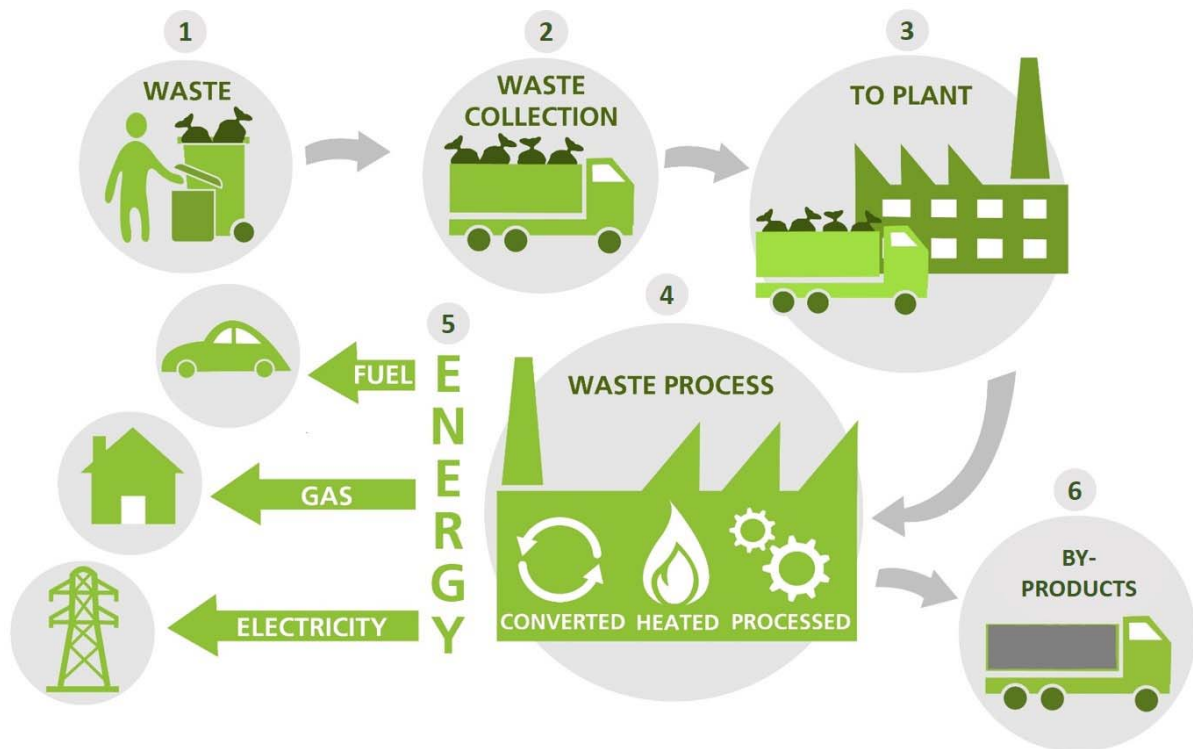 1
WASTE
2
WASTE
COLLECTION
3
TO PLANT
4
WASTE PROCESS
CONVERTED
HEATED
PROCESSED
5
ENERGY
FUEL
GAS
ELECTRICITY
6
BY-
PRODUCTS